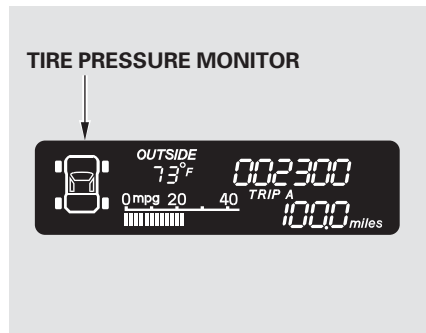 TIRE PRESSURE MONITOR
OUTSIDE
73°F
002300
0 mpg 20 40
TRIP A
100.0 miles